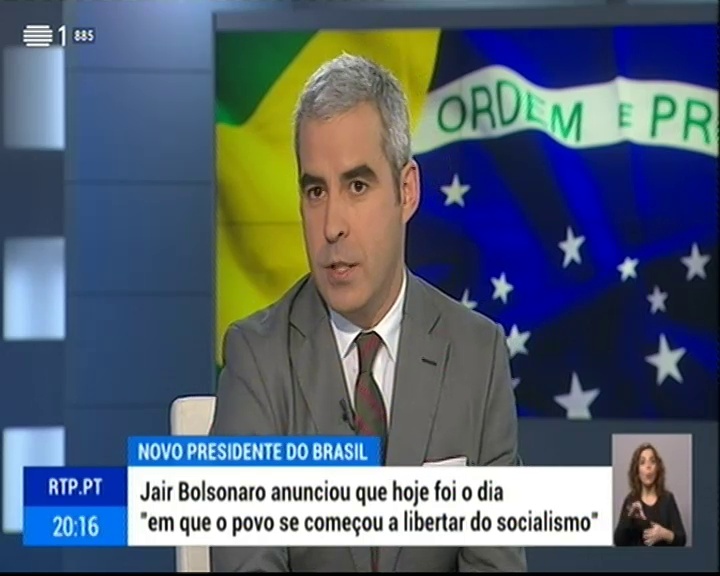 1 885
ORDEM E PR
NOVO PRESIDENTE DO BRASIL
RTP.PT
Jair Bolsonaro anunciou que hoje foi o dia
20:16
"em que o povo se começou a libertar do socialismo"